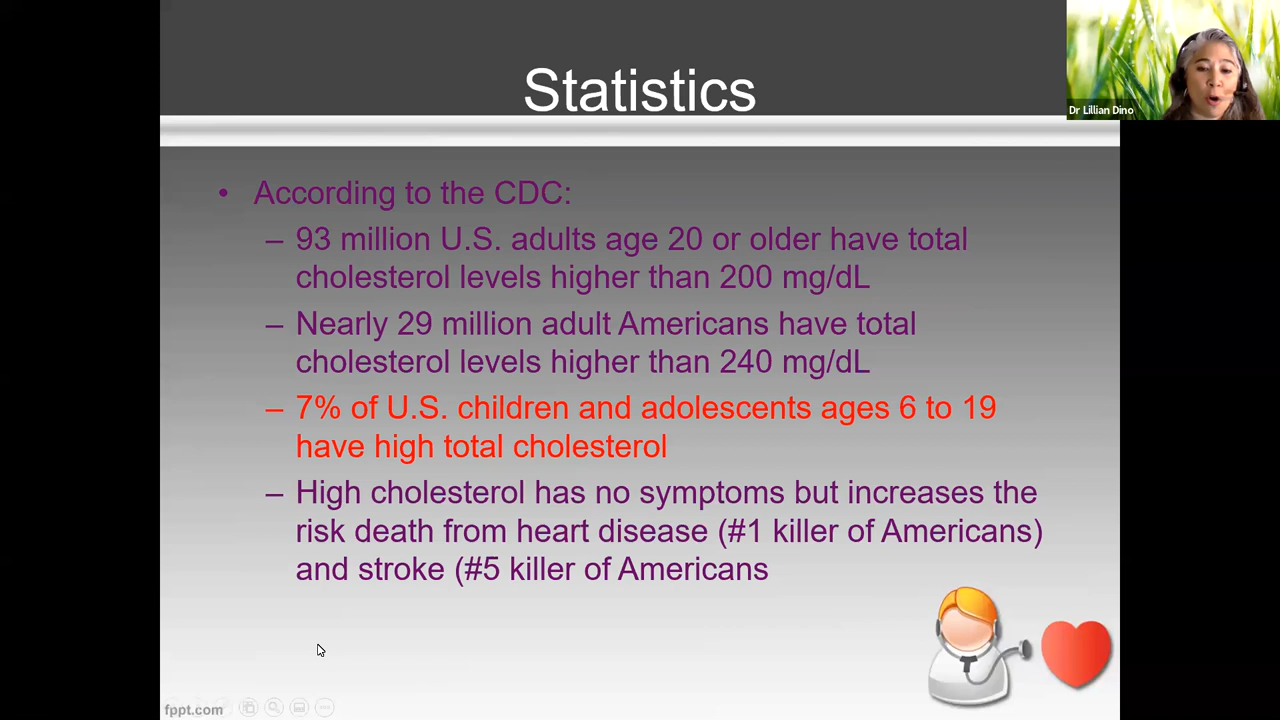 Statistics
Dr Lillian Dino
• According to the CDC:
– 93 million U.S. adults age 20 or older have total
cholesterol levels higher than 200 mg/dL
– Nearly 29 million adult Americans have total
cholesterol levels higher than 240 mg/dL
– 7% of U.S. children and adolescents ages 6 to 19
have high total cholesterol
– High cholesterol has no symptoms but increases the
risk death from heart disease (#1 killer of Americans)
and stroke (#5 killer of Americans
fppt.com